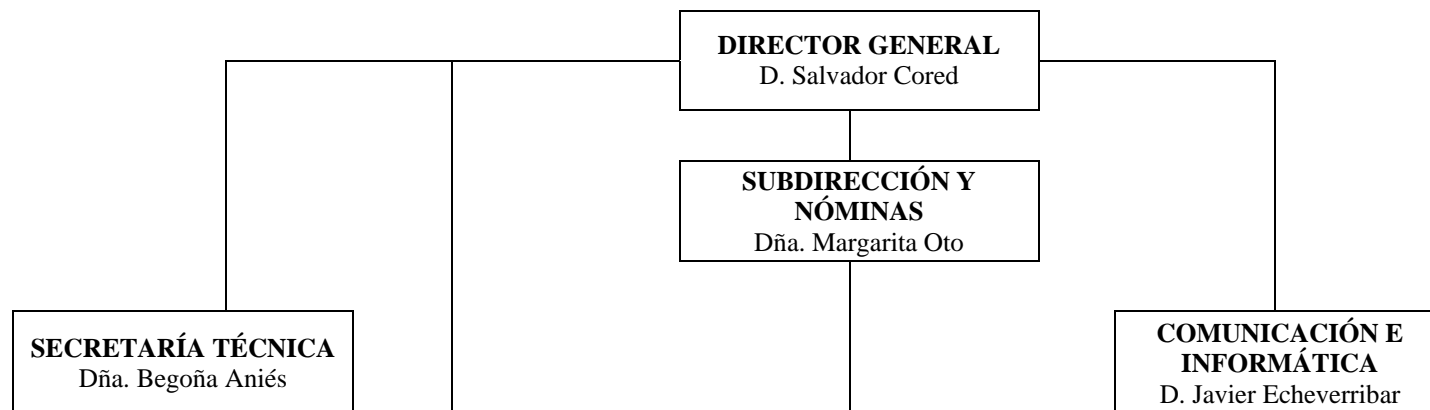 DIRECTOR GENERAL
D. Salvador Cored
SUBDIRECCIÓN Y
NÓMINAS
Dña. Margarita Oto
SECRETARÍA TÉCNICA
Dña. Begoña Aniés
COMUNICACIÓN E
INFORMÁTICA
D. Javier Echeverribar